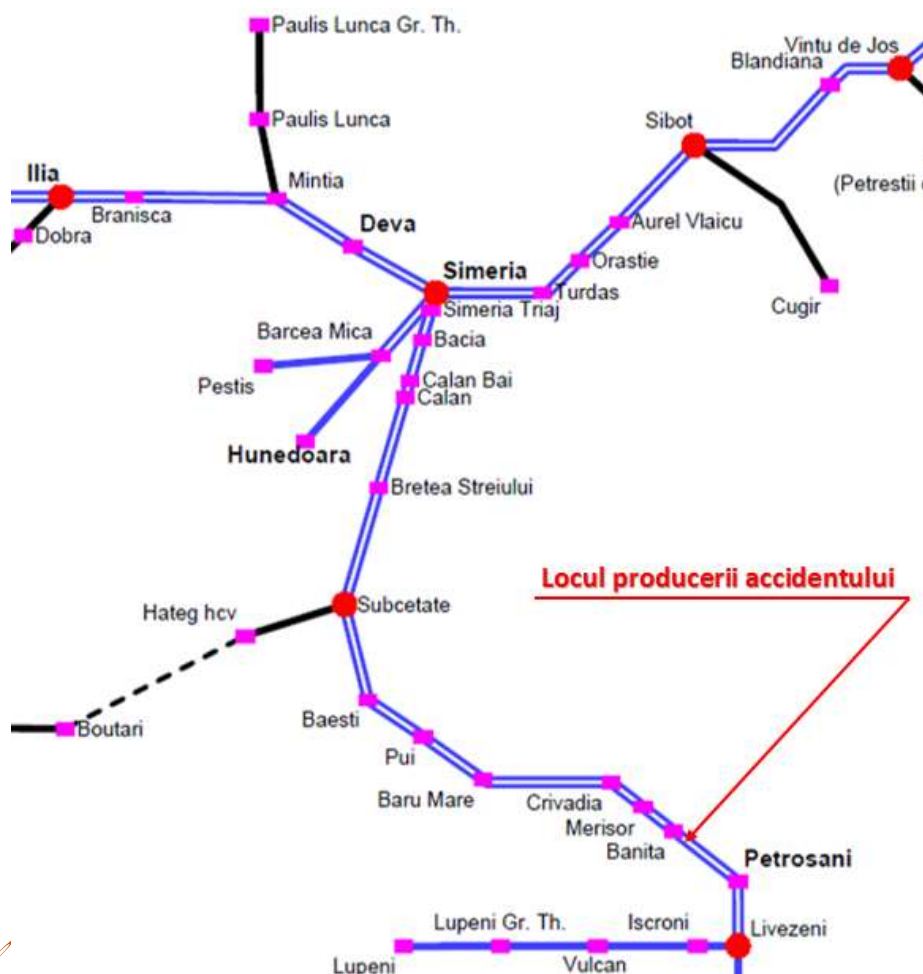 Paulis Lunca Gr. Th.
Vintu de Jos
Blandiana
Paulis Lunca
Sibot
Ilia
Mintia
(Petrestii
Branisca
Deva
Aurel Vlaicu
Dobra
Orastie
Simeria
Turdas
Cugir
Simeria Triaj
Barcea Mica
Bacia
Pestis
Calan Bai
Calan
Hunedoara
Bretea Streiului
Locul producerii accidentului
Hateg hcv
Subcetate
Baesti
Boutari
Pui
Baru Mare
Crivadia
Merisor
Banita
Petrosani
Lupeni Gr. Th.
Iscroni
Livezeni
Lupeni
Vulcan